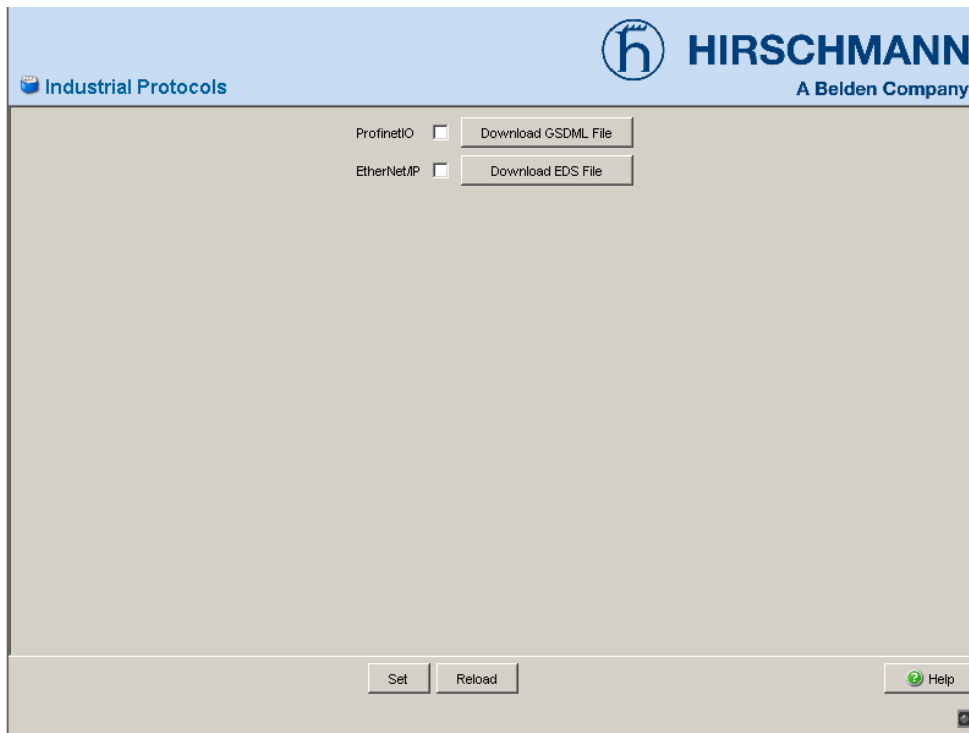 HIRSCHMANN
A Belden Company
Industrial Protocols
ProfinetIO
Download GSDML File
EtherNet/IP
Download EDS File
Set
Reload
Help